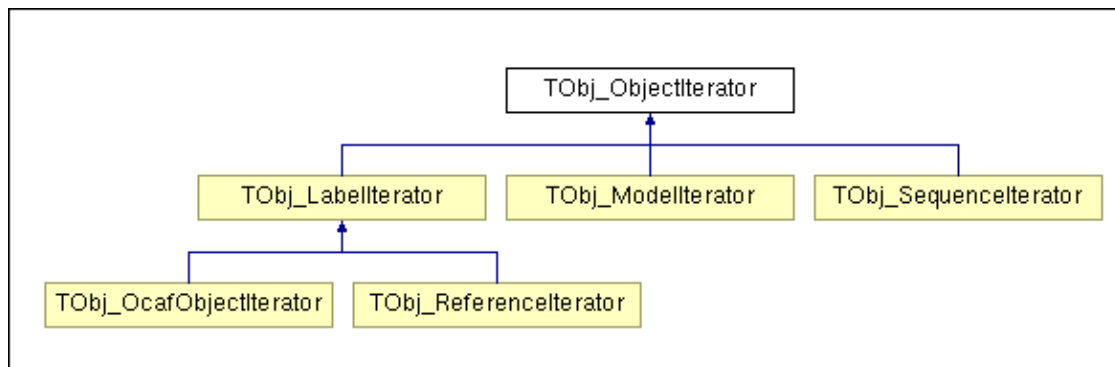 TObj_ObjectIterator
TObj_LabelIterator
TObj_ModelIterator
TObj_SequenceIterator
TObj_OcafObjectIterator
TObj_ReferenceIterator